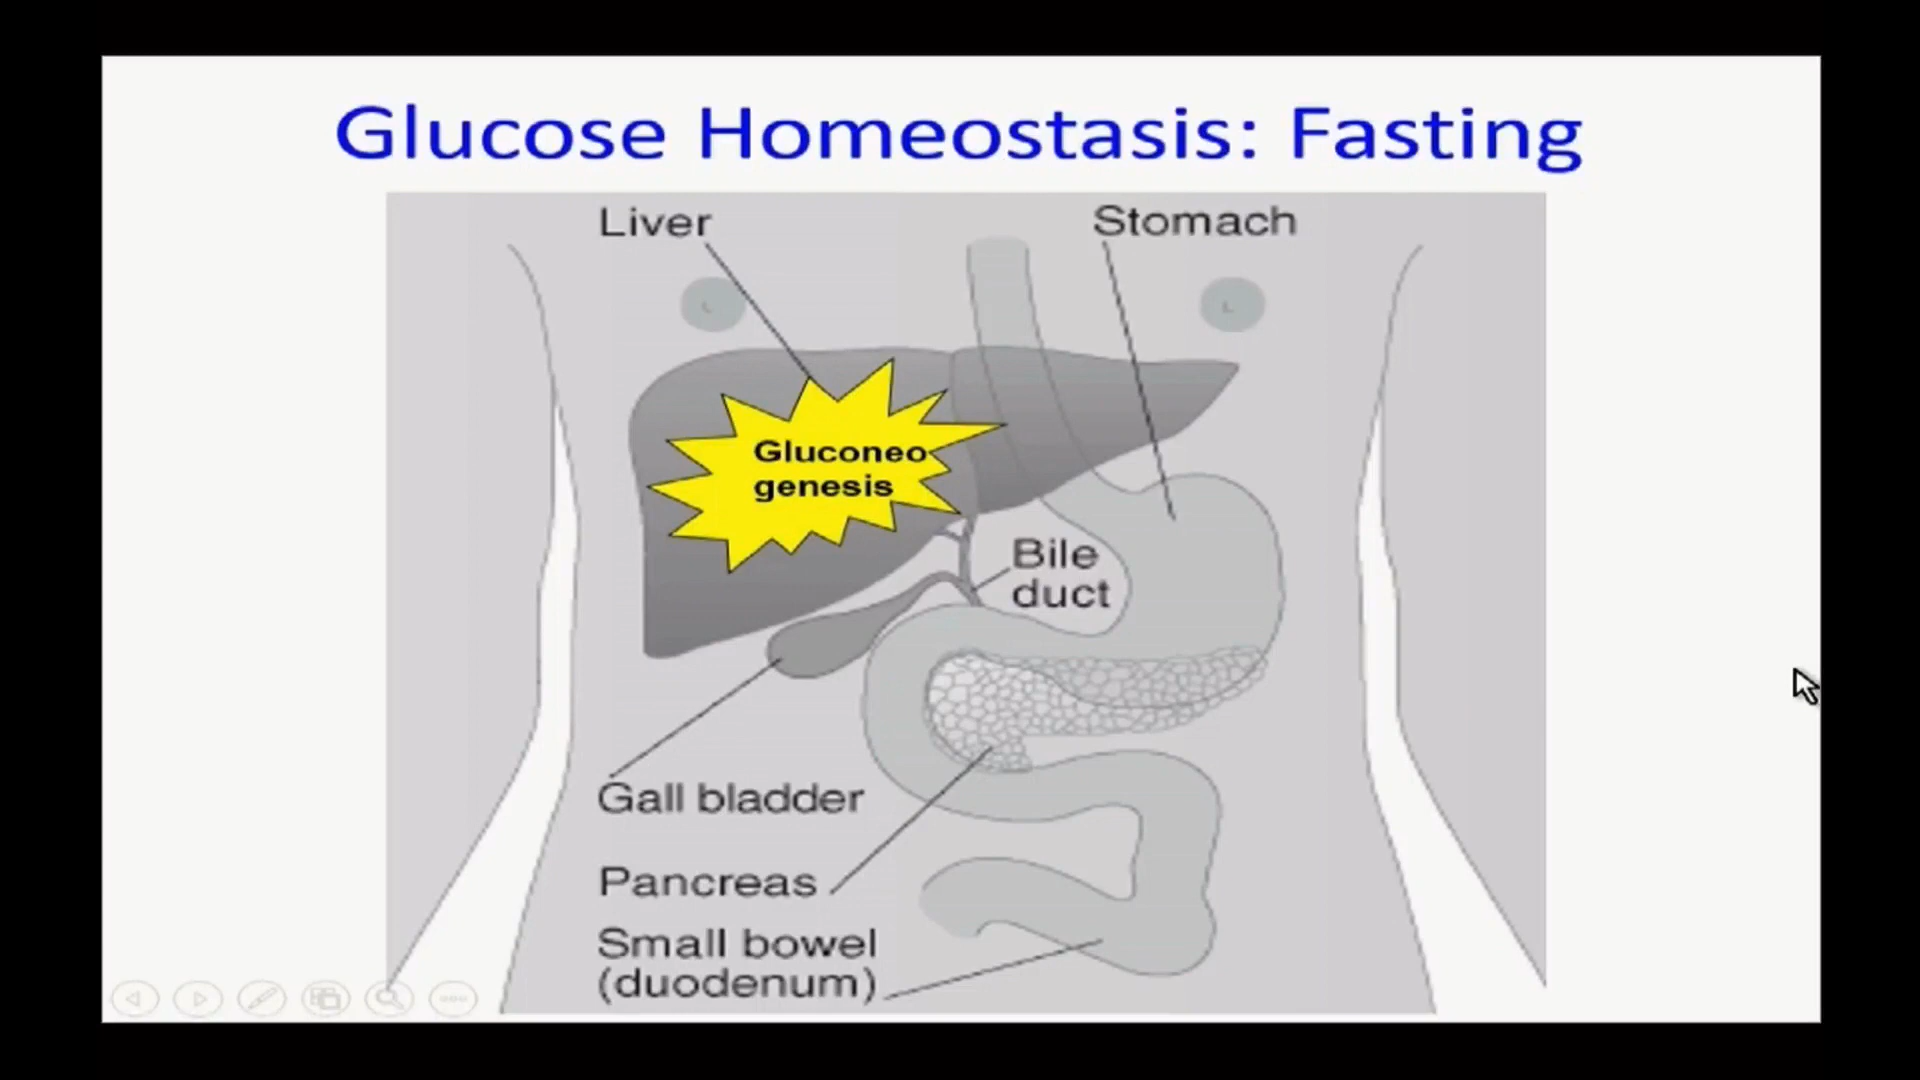 Glucose Homeostasis: Fasting
Liver
Stomach
Gluconeo
genesis
Bile
duct
Gall bladder
Pancreas
Small bowel
(duodenum)